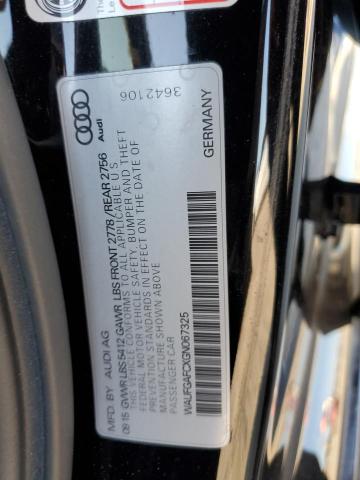 MFD. BY AUDI AG
09 15 GVWR LBS 5412 GAWR LBS FRONT 2778 / REAR 2756
THIS VEHICLE CONFORMS TO ALL APPLICABLE U S
FEDERAL MOTOR VEHICLE SAFETY, BUMPER AND THEFT
PREVENTION STANDARDS IN EFFECT ON THE DATE OF
MANUFACTURE SHOWN ABOVE
PASSENGER CAR
WAUFGAFCXGN067325
GERMANY
Audi
3642106